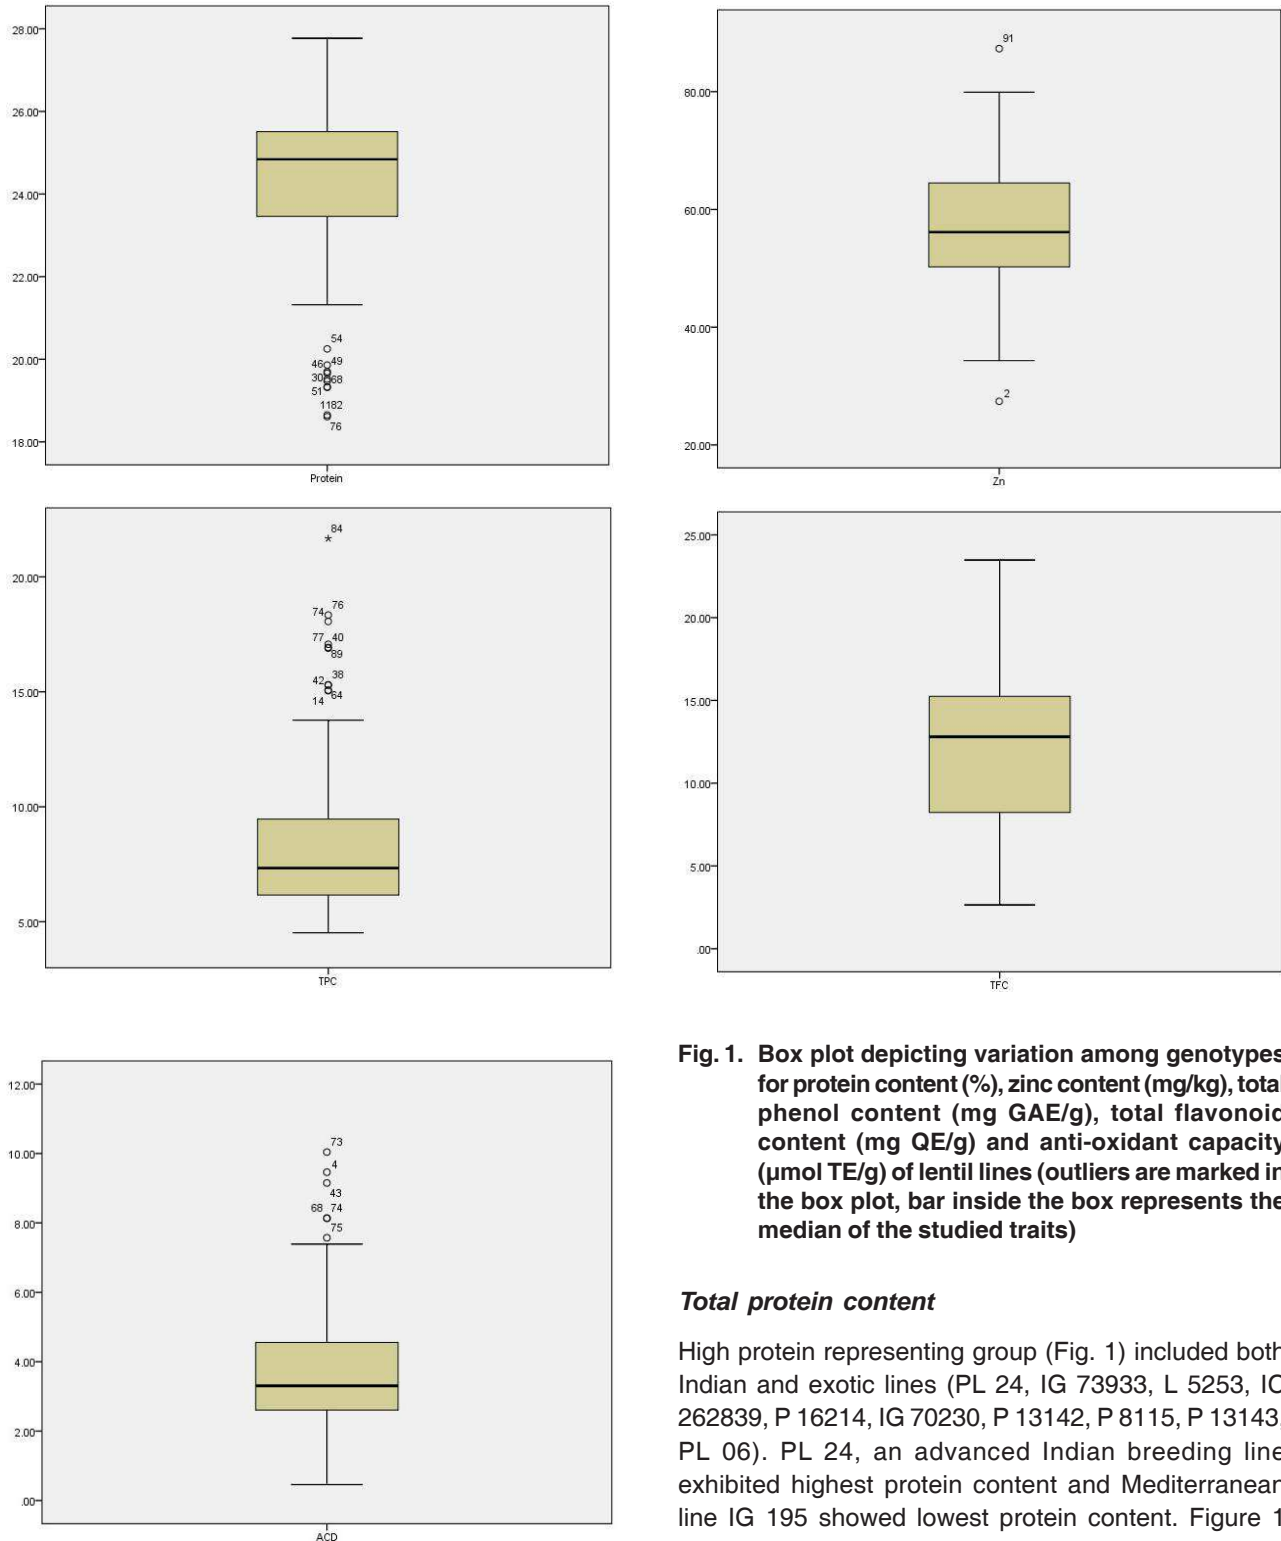 28.00
26.00
24.00
22.00
20.00
18.00
54
46 49
30 68
51
1182
76
Protein
80.00
60.00
40.00
20.00
91
2
Zn
20.00
15.00
10.00
5.00
84
76
74
77 40
89
38
42
64
14
TPC
25.00
20.00
15.00
10.00
5.00
.00
TFC
12.00
10.00
8.00
6.00
4.00
2.00
.00
73
4
43
68 74
75
ACD
Fig. 1. Box plot depicting variation among genotypes
for protein content (%), zinc content (mg/kg), total
phenol content (mg GAE/g), total flavonoid
content (mg QE/g) and anti-oxidant capacity
(µmol TE/g) of lentil lines (outliers are marked in
the box plot, bar inside the box represents the
median of the studied traits)
Total protein content
High protein representing group (Fig. 1) included both
Indian and exotic lines (PL 24, IG 73933, L 5253, IC
262839, P 16214, IG 70230, P 13142, P 8115, P 13143,
PL 06). PL 24, an advanced Indian breeding line
exhibited highest protein content and Mediterranean
line IG 195 showed lowest protein content. Figure 1